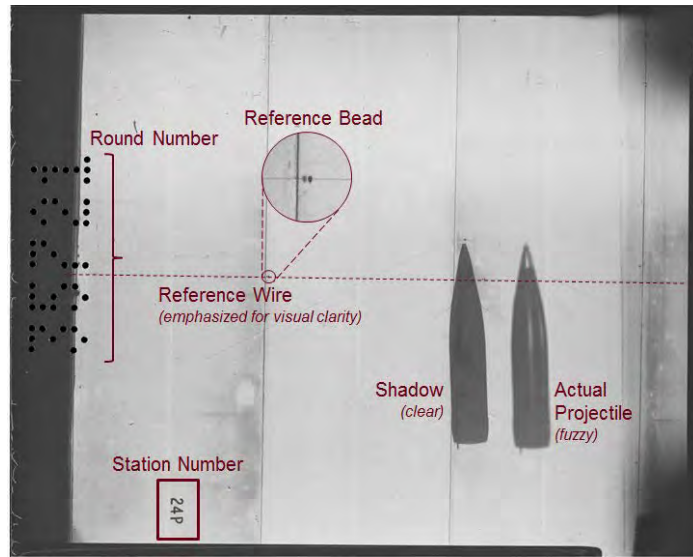 Reference Bead
Round Number
Reference Wire
(emphasized for visual clarity)
Shadow
(clear)
Actual
Projectile
(fuzzy)
Station Number
24P